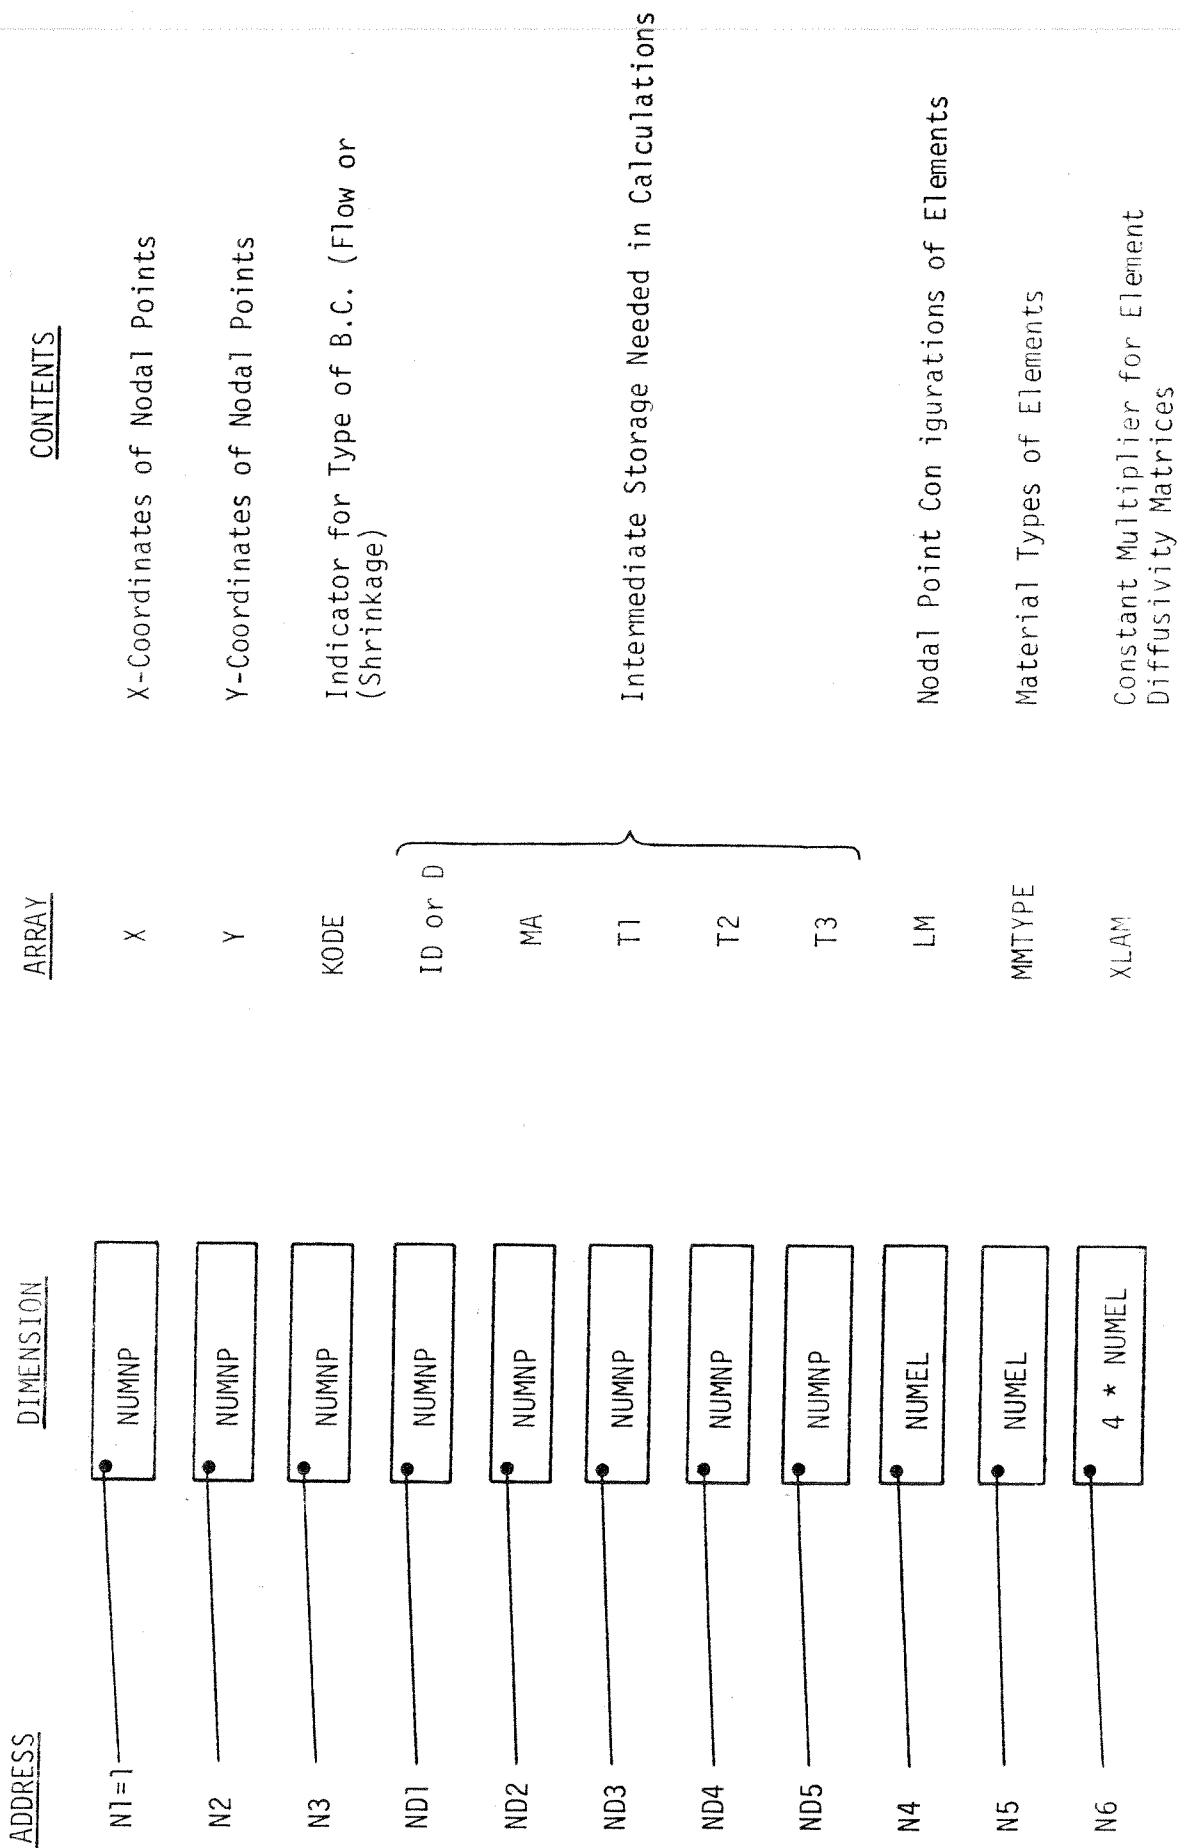 ADDRESS DIMENSION ARRAY CONTENTS
N1=1 NUMNP X X-Coordinates of Nodal Points
N2 NUMNP Y Y-Coordinates of Nodal Points
N3 NUMNP KODE Indicator for Type of B.C. (Flow or
(Shrinkage)
ND1 NUMNP ID or D
ND2 NUMNP MA
ND3 NUMNP T1 Intermediate Storage Needed in Calculations
ND4 NUMNP T2
ND5 NUMNP T3
N4 NUMEL LM Nodal Point Con igurations of Elements
N5 NUMEL MMTYPE Material Types of Elements
N6 4 * NUMEL XLAM Constant Multiplier for Element
Diffusivity Matrices